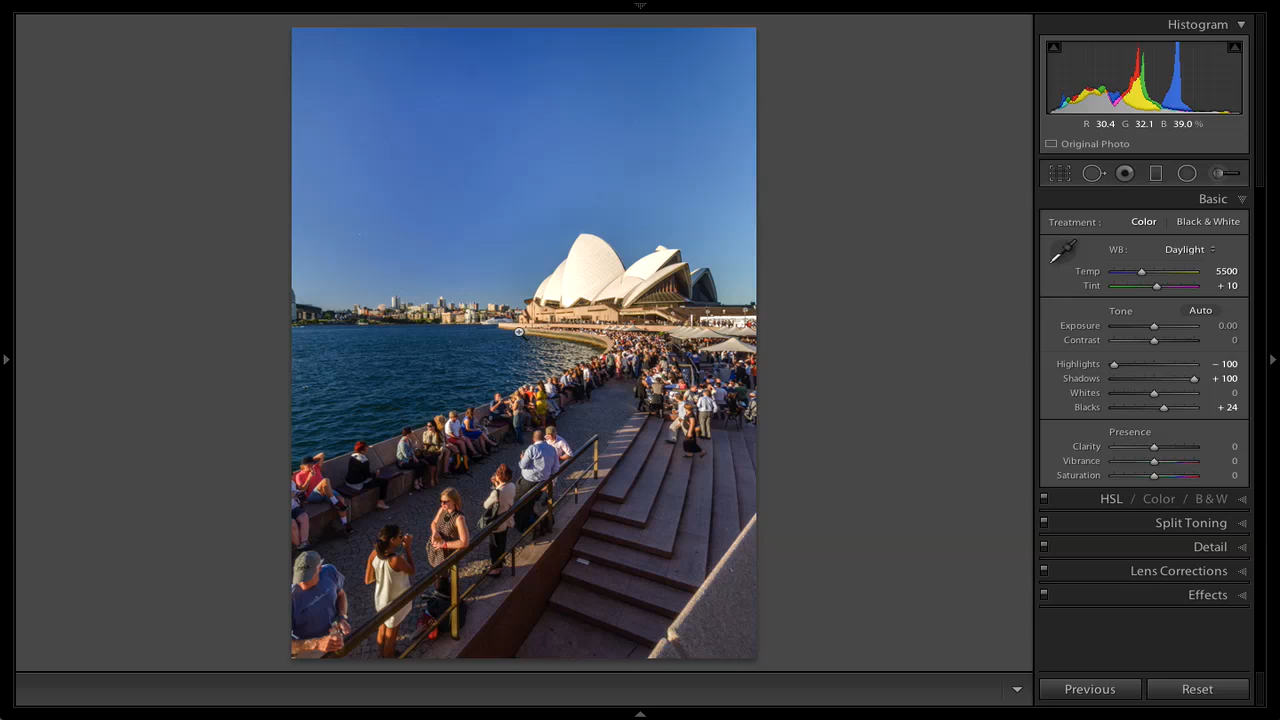 Histogram
R 30.4 G 32.1 B 39.0 %
Original Photo
Basic
Treatment : Color Black & White
WB : Daylight
Temp 5500
Tint + 10
Tone Auto
Exposure 0.00
Contrast 0
Highlights − 100
Shadows + 100
Whites 0
Blacks + 24
Presence
Clarity 0
Vibrance 0
Saturation 0
HSL / Color / B & W
Split Toning
Detail
Lens Corrections
Effects
Previous Reset